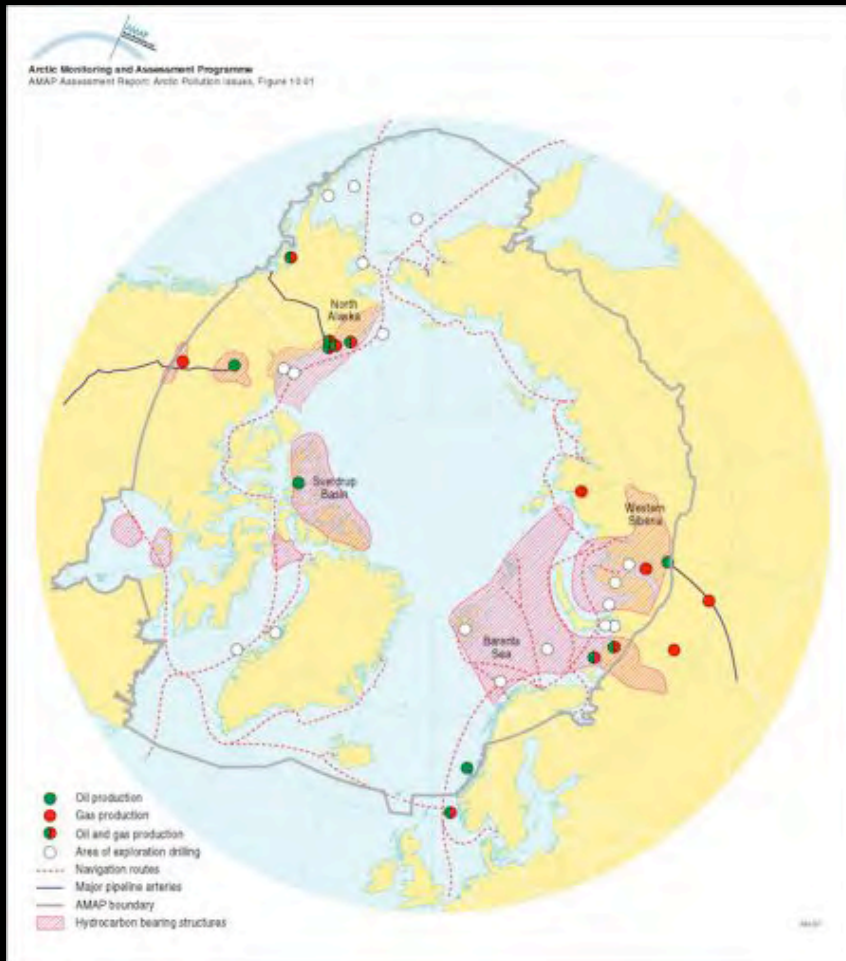 AMAP
Arctic Monitoring and Assessment Programme
AMAP Assessment Report: Arctic Pollution Issues, Figure 10·01
North
Alaska
Sverdrup
Basin
Western
Siberia
Barents
Sea
Oil production
Gas production
Oil and gas production
Area of exploration drilling
Navigation routes
Major pipeline arteries
AMAP boundary
Hydrocarbon bearing structures